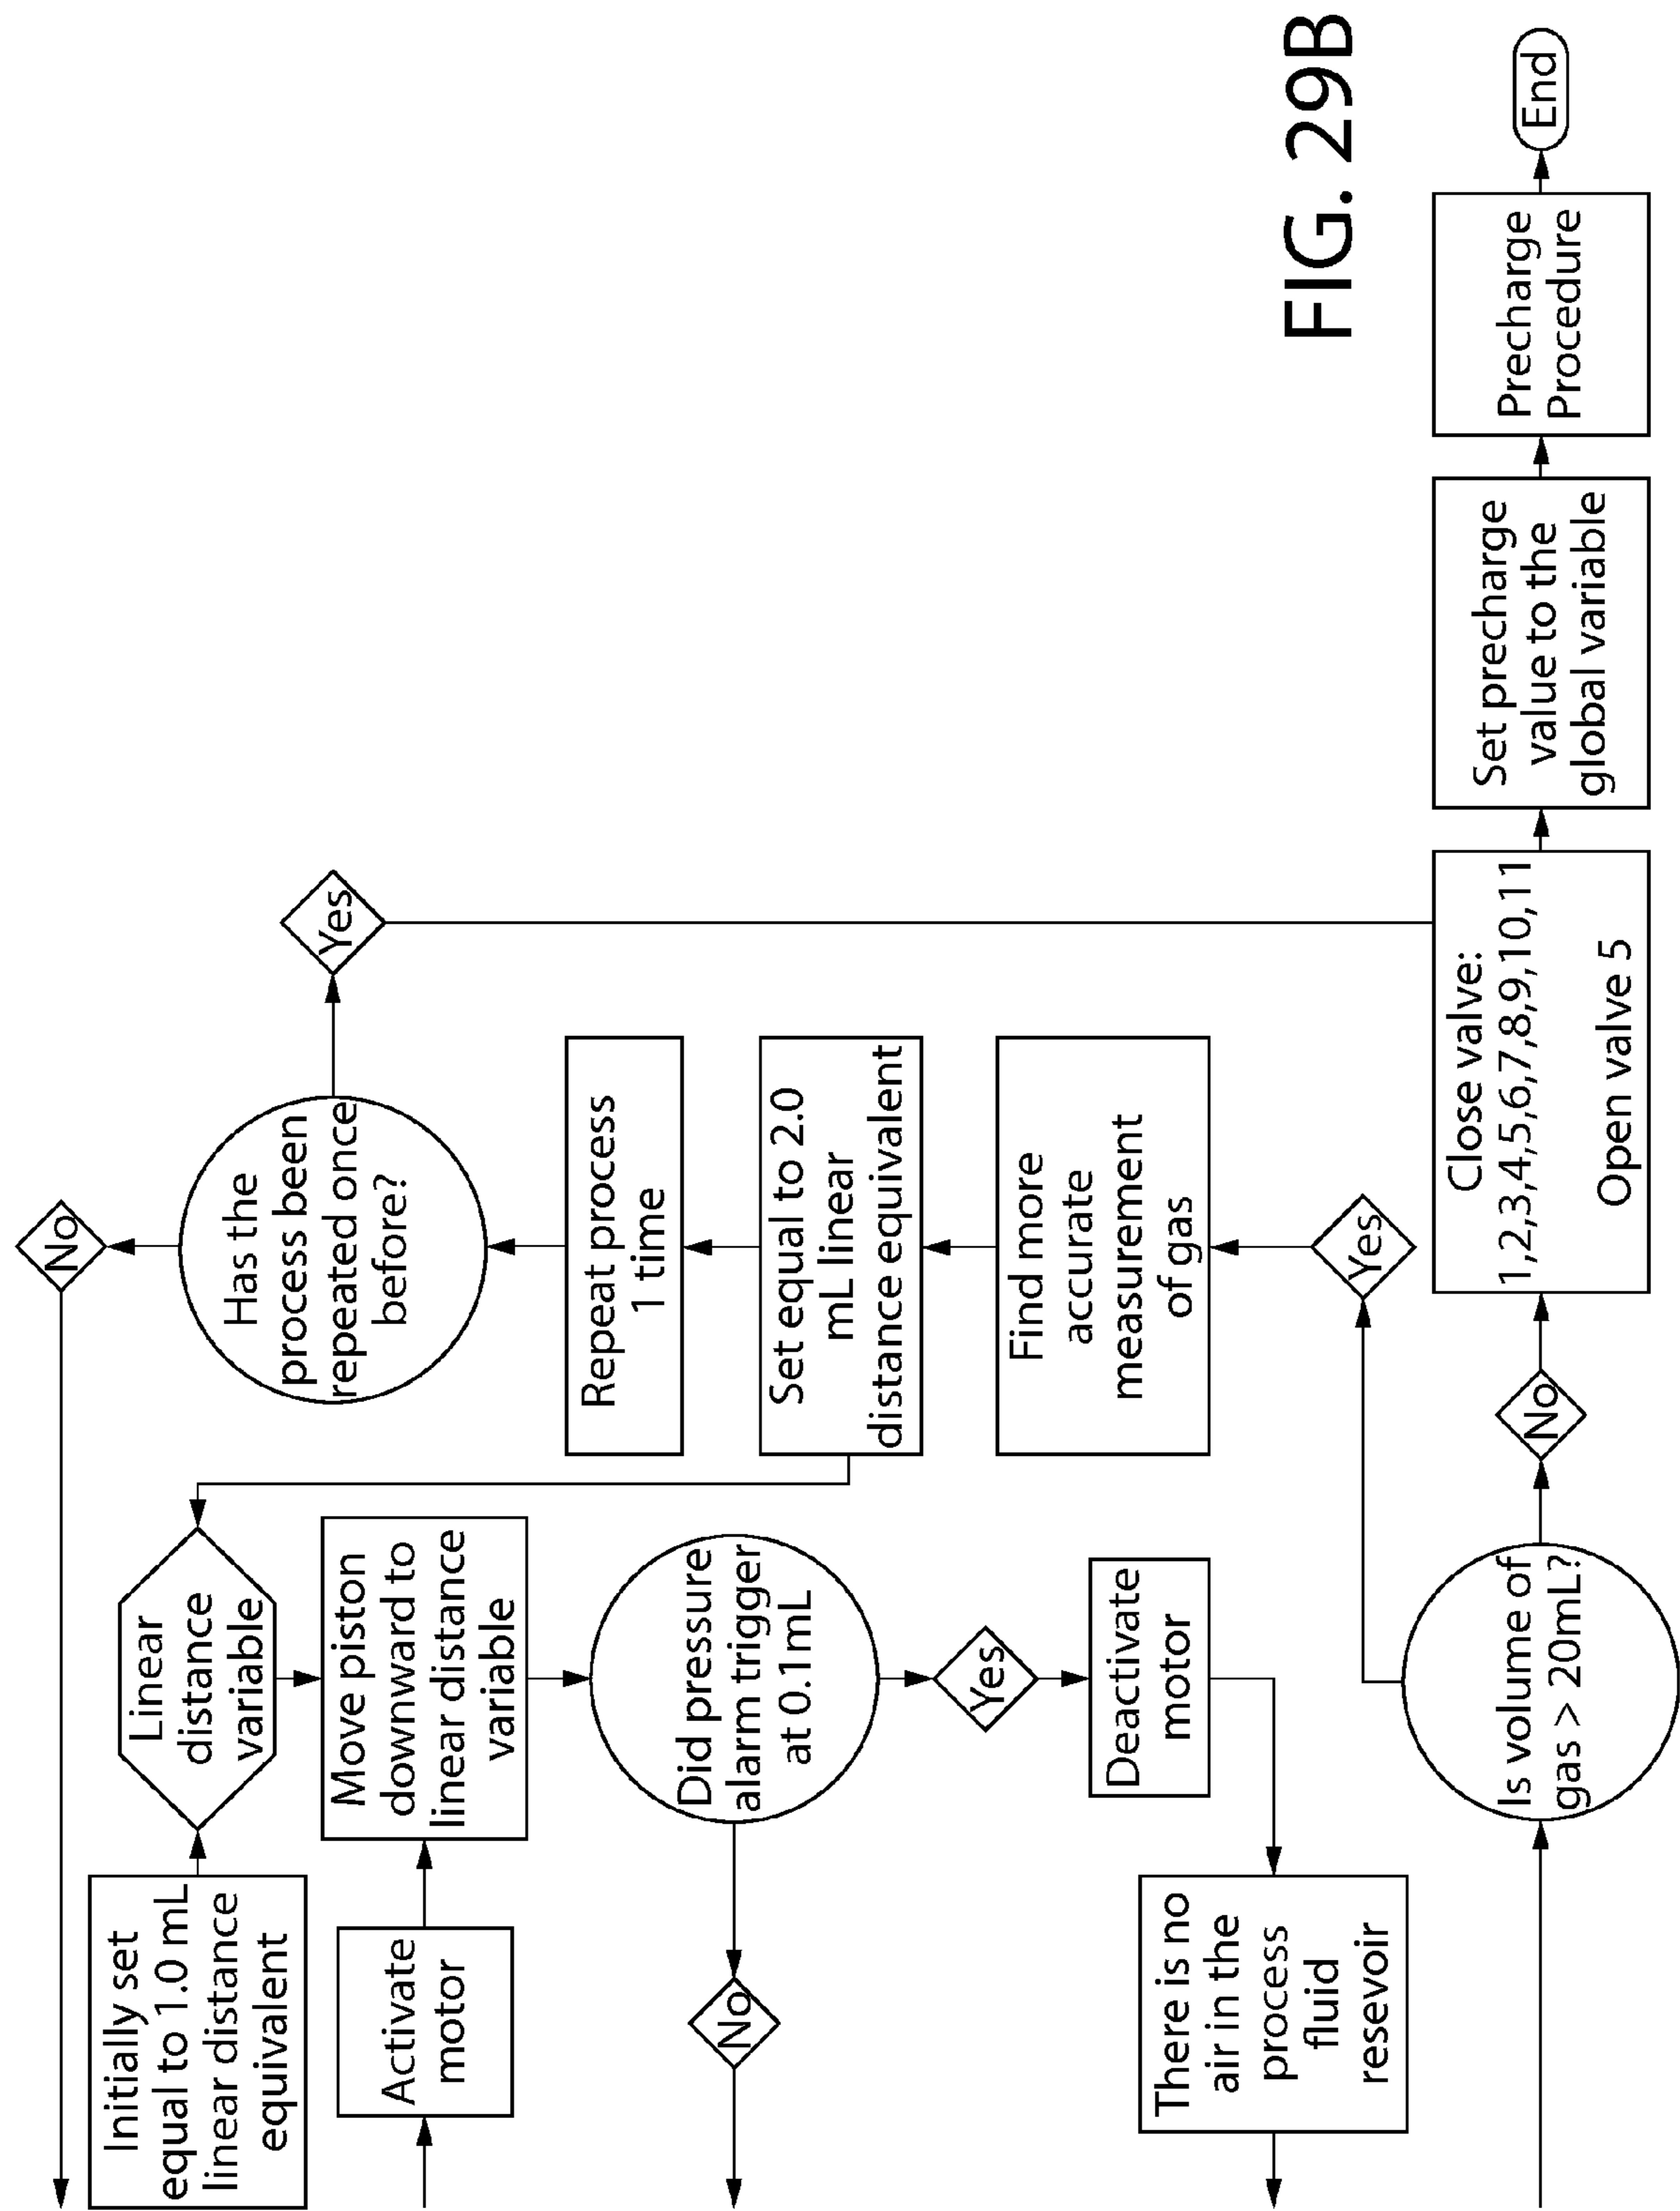 Initially set
equal to 1.0 mL
linear distance
equivalent
Linear
distance
variable
No
Activate
motor
Move piston
downward to
linear distance
variable
Has the
process been
repeated once
before?
Yes
No
Did pressure
alarm trigger
at 0.1mL
Repeat process
1 time
Set equal to 2.0
mL linear
distance equivalent
Yes
Deactivate
motor
Find more
accurate
measurement
of gas
There is no
air in the
process
fluid
resevoir
Yes
Is volume of
gas > 20mL?
No
Close valve:
1,2,3,4,5,6,7,8,9,10,11
Open valve 5
Set precharge
value to the
global variable
Precharge
Procedure
End
FIG. 29B